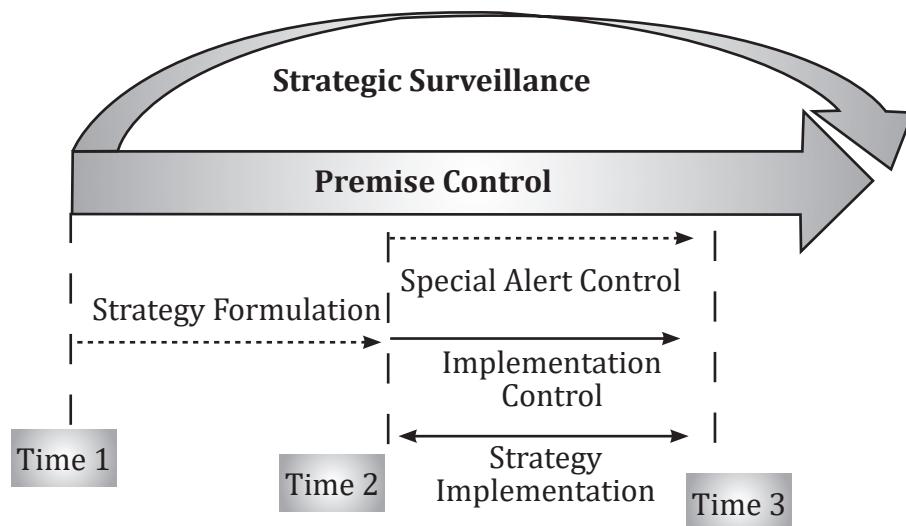 Strategic Surveillance
Premise Control
Special Alert Control
Strategy Formulation
Implementation
Control
Strategy
Implementation
Time 1
Time 2
Time 3